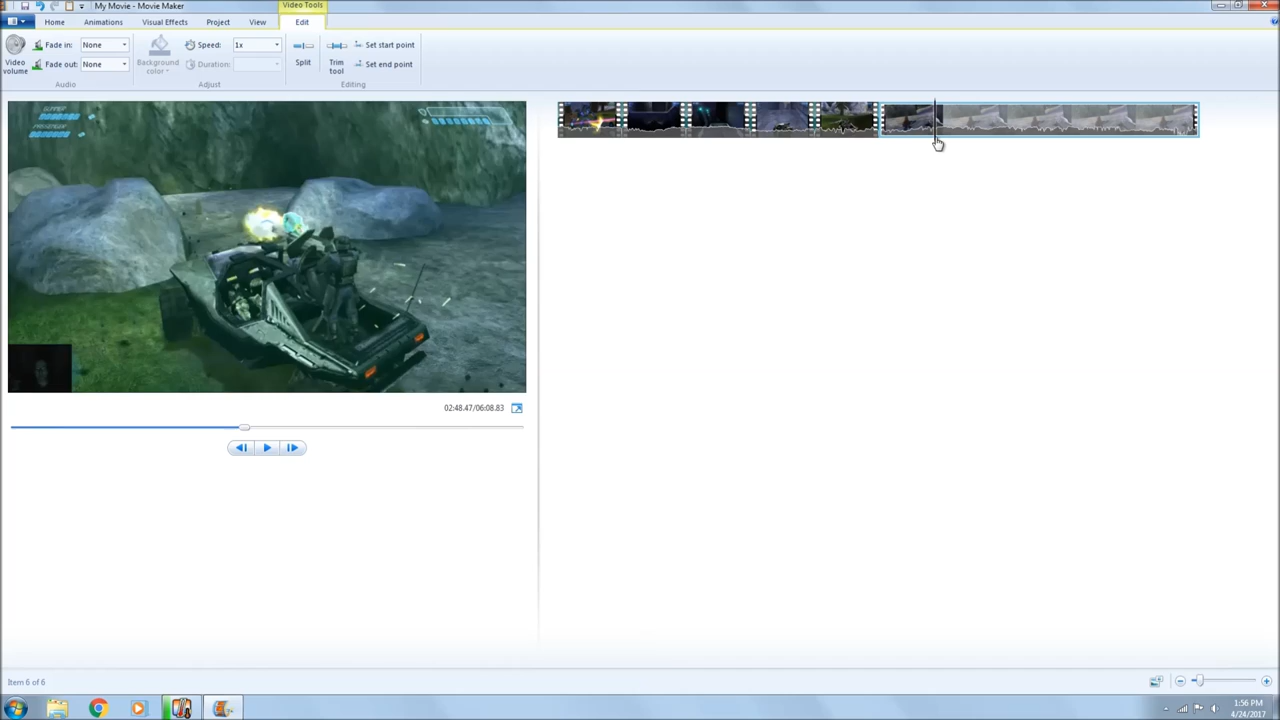 My Movie - Movie Maker
Video Tools
Home
Animations
Visual Effects
Project
View
Edit
Video volume
Fade in:
None
Fade out:
None
Audio
Background color
Speed:
1x
Duration:
Adjust
Split
Trim tool
Set start point
Set end point
Editing
GUNNER
PASSENGER
02:48.47/06:08.83
Item 6 of 6
1:56 PM
4/24/2017